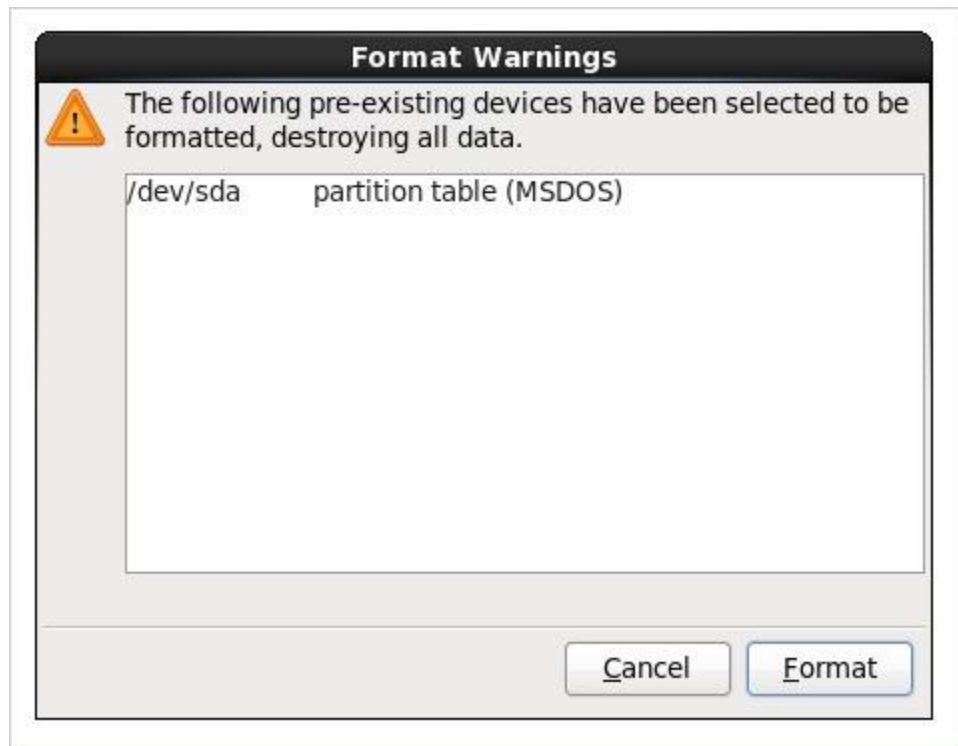 Format Warnings
The following pre-existing devices have been selected to be
formatted, destroying all data.
/dev/sda partition table (MSDOS)
Cancel Format